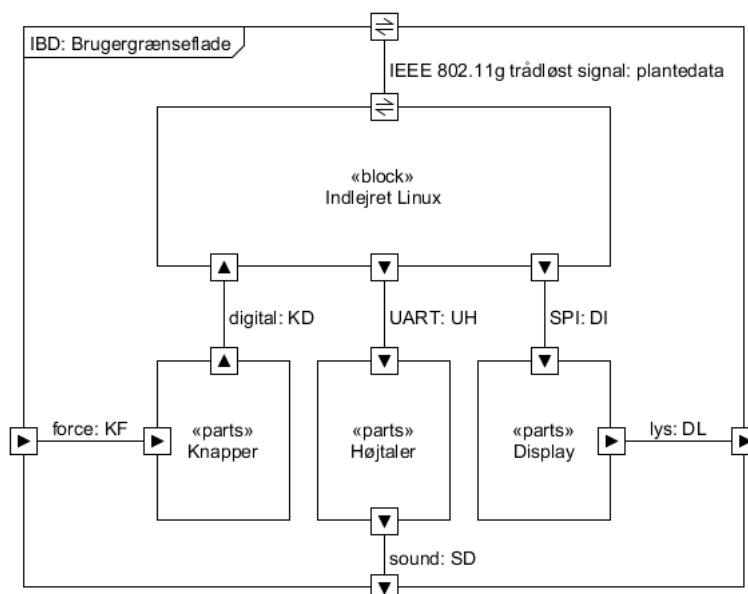 IBD: Brugergrænseflade
IEEE 802.11g trådløst signal: plantedata
«block»
Indlejret Linux
digital: KD
UART: UH
SPI: DI
force: KF
«parts»
Knapper
«parts»
Højtaler
«parts»
Display
lys: DL
sound: SD